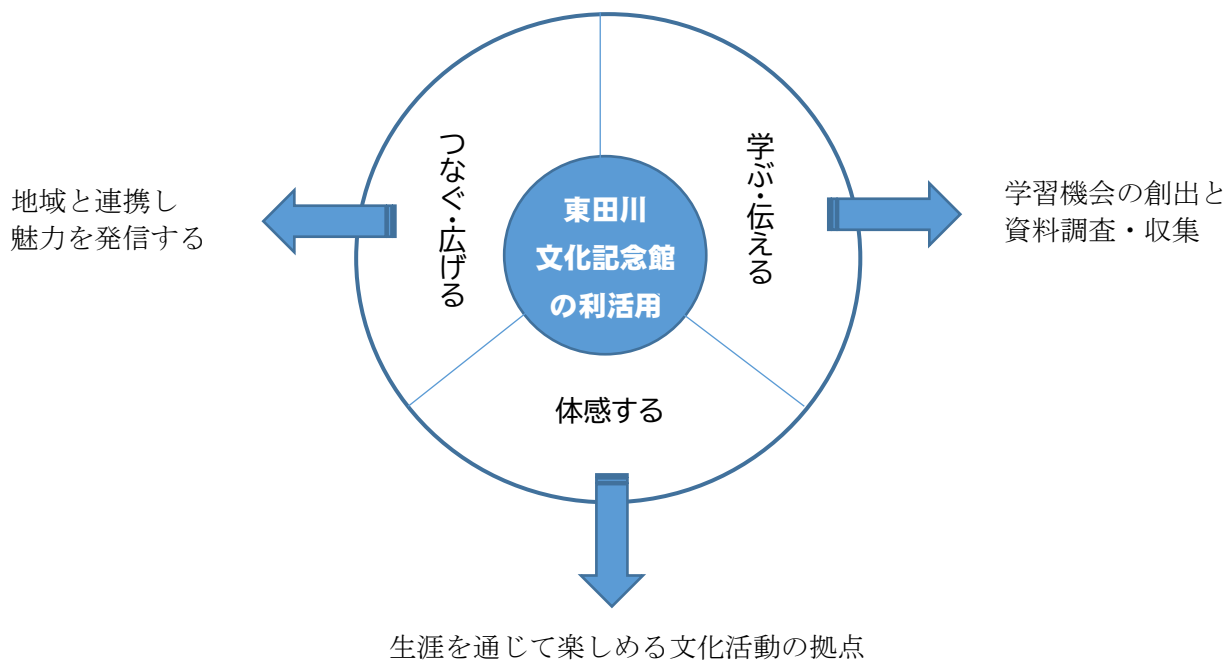 東田川
文化記念館
の利活用
つなぐ・広げる
学ぶ・伝える
体感する
地域と連携し
魅力を発信する
学習機会の創出と
資料調査・収集
生涯を通じて楽しめる文化活動の拠点